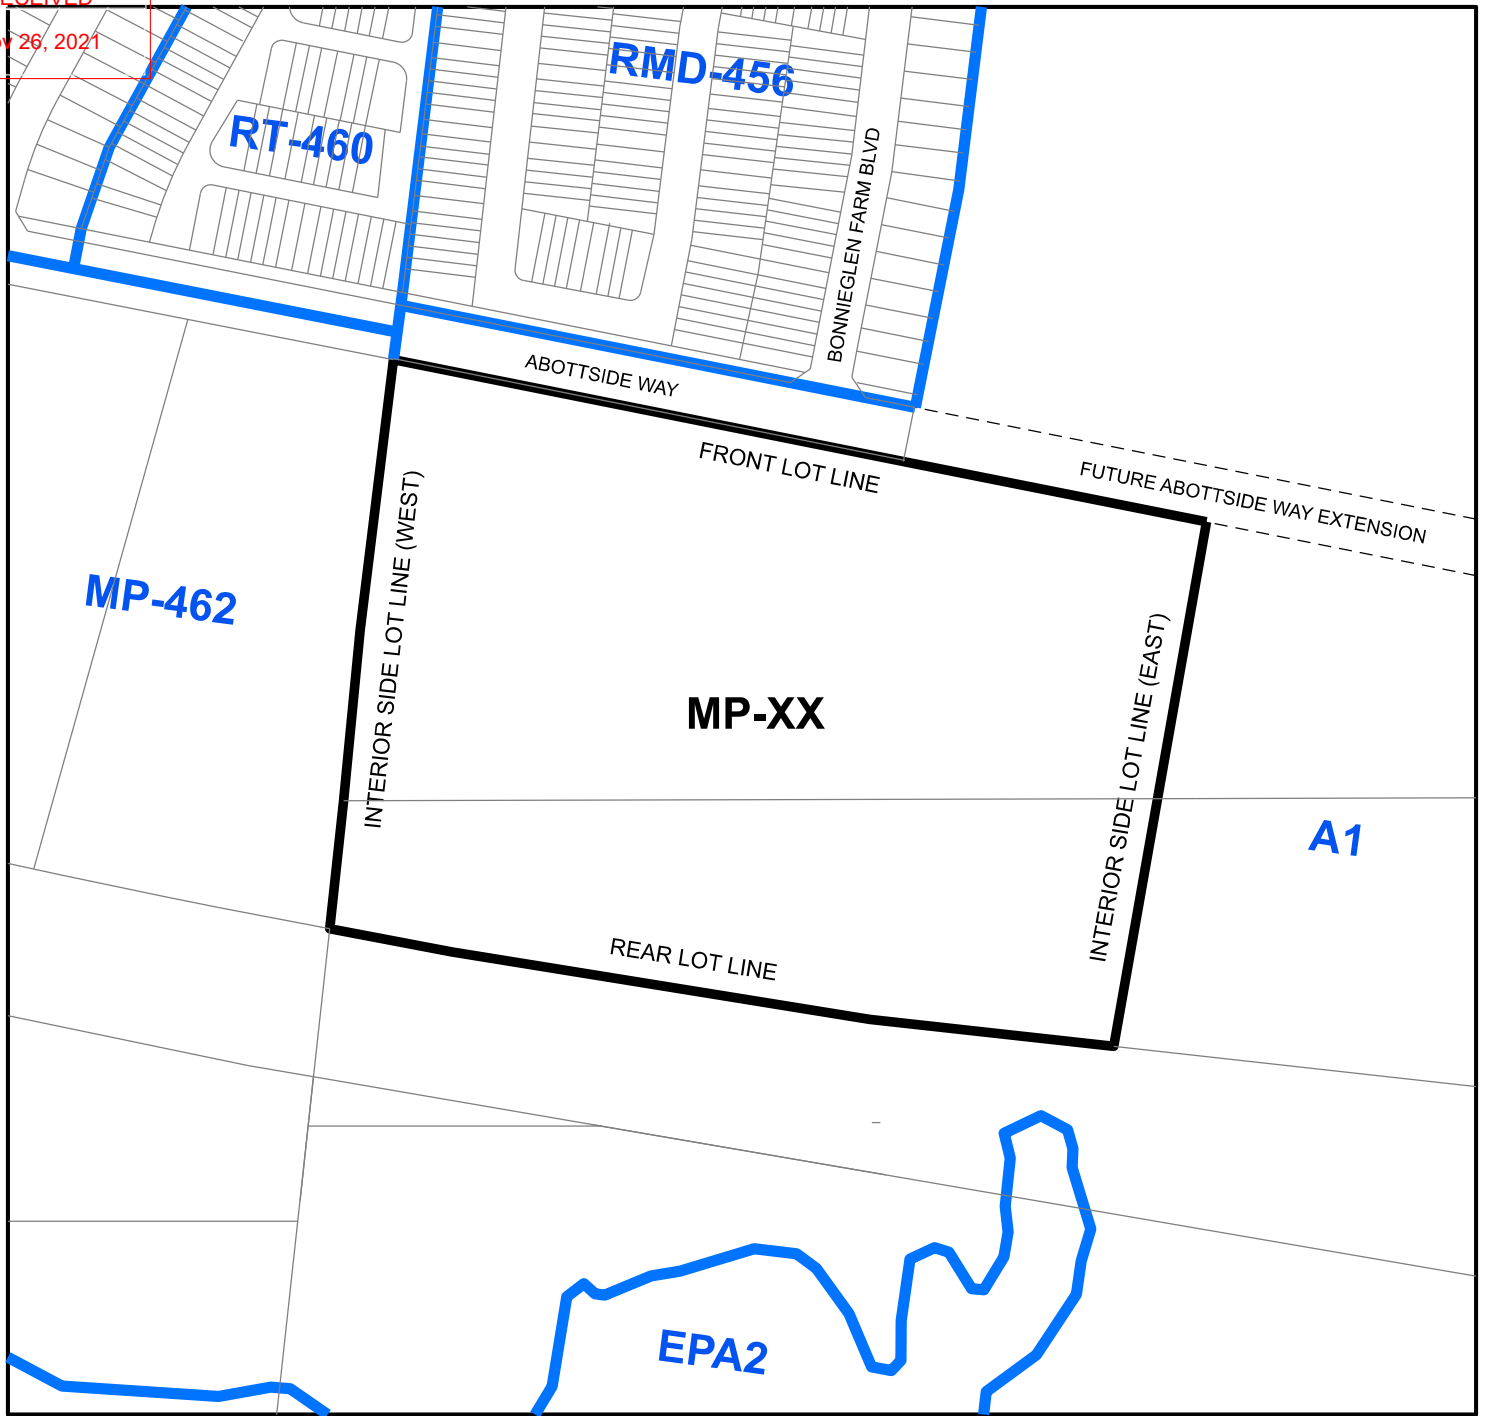 Nov 26, 2021
RMD-456
RT-460
BONNIEGLEN FARM BLVD
ABOTTSIDE WAY
FRONT LOT LINE
FUTURE ABOTTSIDE WAY EXTENSION
INTERIOR SIDE LOT LINE (WEST)
MP-462
MP-XX
INTERIOR SIDE LOT LINE (EAST)
A1
REAR LOT LINE
EPA2